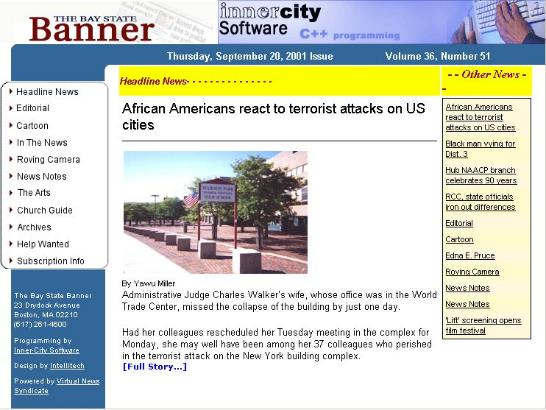 THE BAY STATE
Banner
innercity
Software C++ programming
Thursday, September 20, 2001 Issue Volume 36, Number 51
Headline News
Editorial
Cartoon
In The News
Roving Camera
News Notes
The Arts
Church Guide
Archives
Help Wanted
Subscription Info
The Bay State Banner
23 Drydock Avenue
Boston, MA 02210
(617) 261-4600
Programming by
Inner-City Software
Design by Intellitech
Powered by Virtual News
Syndicate
Headline News- - - - - - - - - - - - - - -
African Americans react to terrorist attacks on US
cities
By Yawu Miller
Administrative Judge Charles Walker's wife, whose office was in the World
Trade Center, missed the collapse of the building by just one day.
Had her colleagues rescheduled her Tuesday meeting in the complex for
Monday, she may well have been among her 37 colleagues who perished
in the terrorist attack on the New York building complex.
[Full Story...]
- - Other News -
-
African Americans
react to terrorist
attacks on US cities
Black man vying for
Dist. 3
Hub NAACP branch
celebrates 90 years
RCC, state officials
iron out differences
Editorial
Cartoon
Edna E. Pruce
Roving Camera
News Notes
News Notes
'Lift' screening opens
film festival